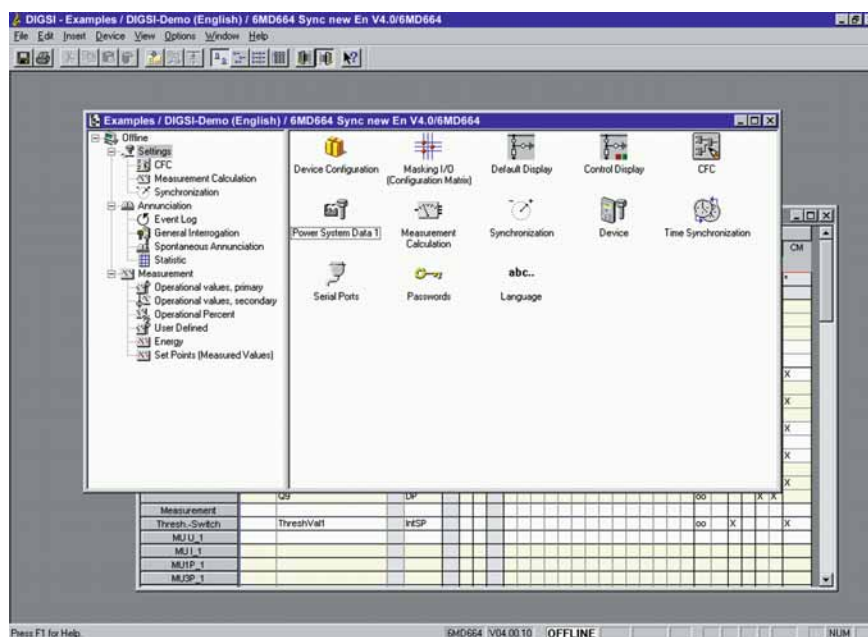 DIGSI - Examples / DIGSI-Demo (English) / 6MD664 Sync new En V4.0/6MD664
File Edit Insert Device View Options Window Help
Examples / DIGSI-Demo (English) / 6MD664 Sync new En V4.0/6MD664
Offline
Settings
CFC
Measurement Calculation
Synchronization
Annunciation
Event Log
General Interrogation
Spontaneous Annunciation
Statistic
Measurement
Operational values, primary
Operational values, secondary
Operational Percent
User Defined
Energy
Set Points (Measured Values)
Device Configuration
Masking I/O
(Configuration Matrix)
Default Display
Control Display
CFC
Power System Data 1
Measurement
Calculation
Synchronization
Device
Time Synchronization
Serial Ports
Passwords
abc..
Language
CM
*
X
X
X
X
X
Q9 DP oo X X
Measurement
Thresh.-Switch ThreshVal1 IntSP oo X X
MU U_1
MU I_1
MU1P_1
MU3P_1
Press F1 for Help. 6MD664 V04.00.10 OFFLINE NUM